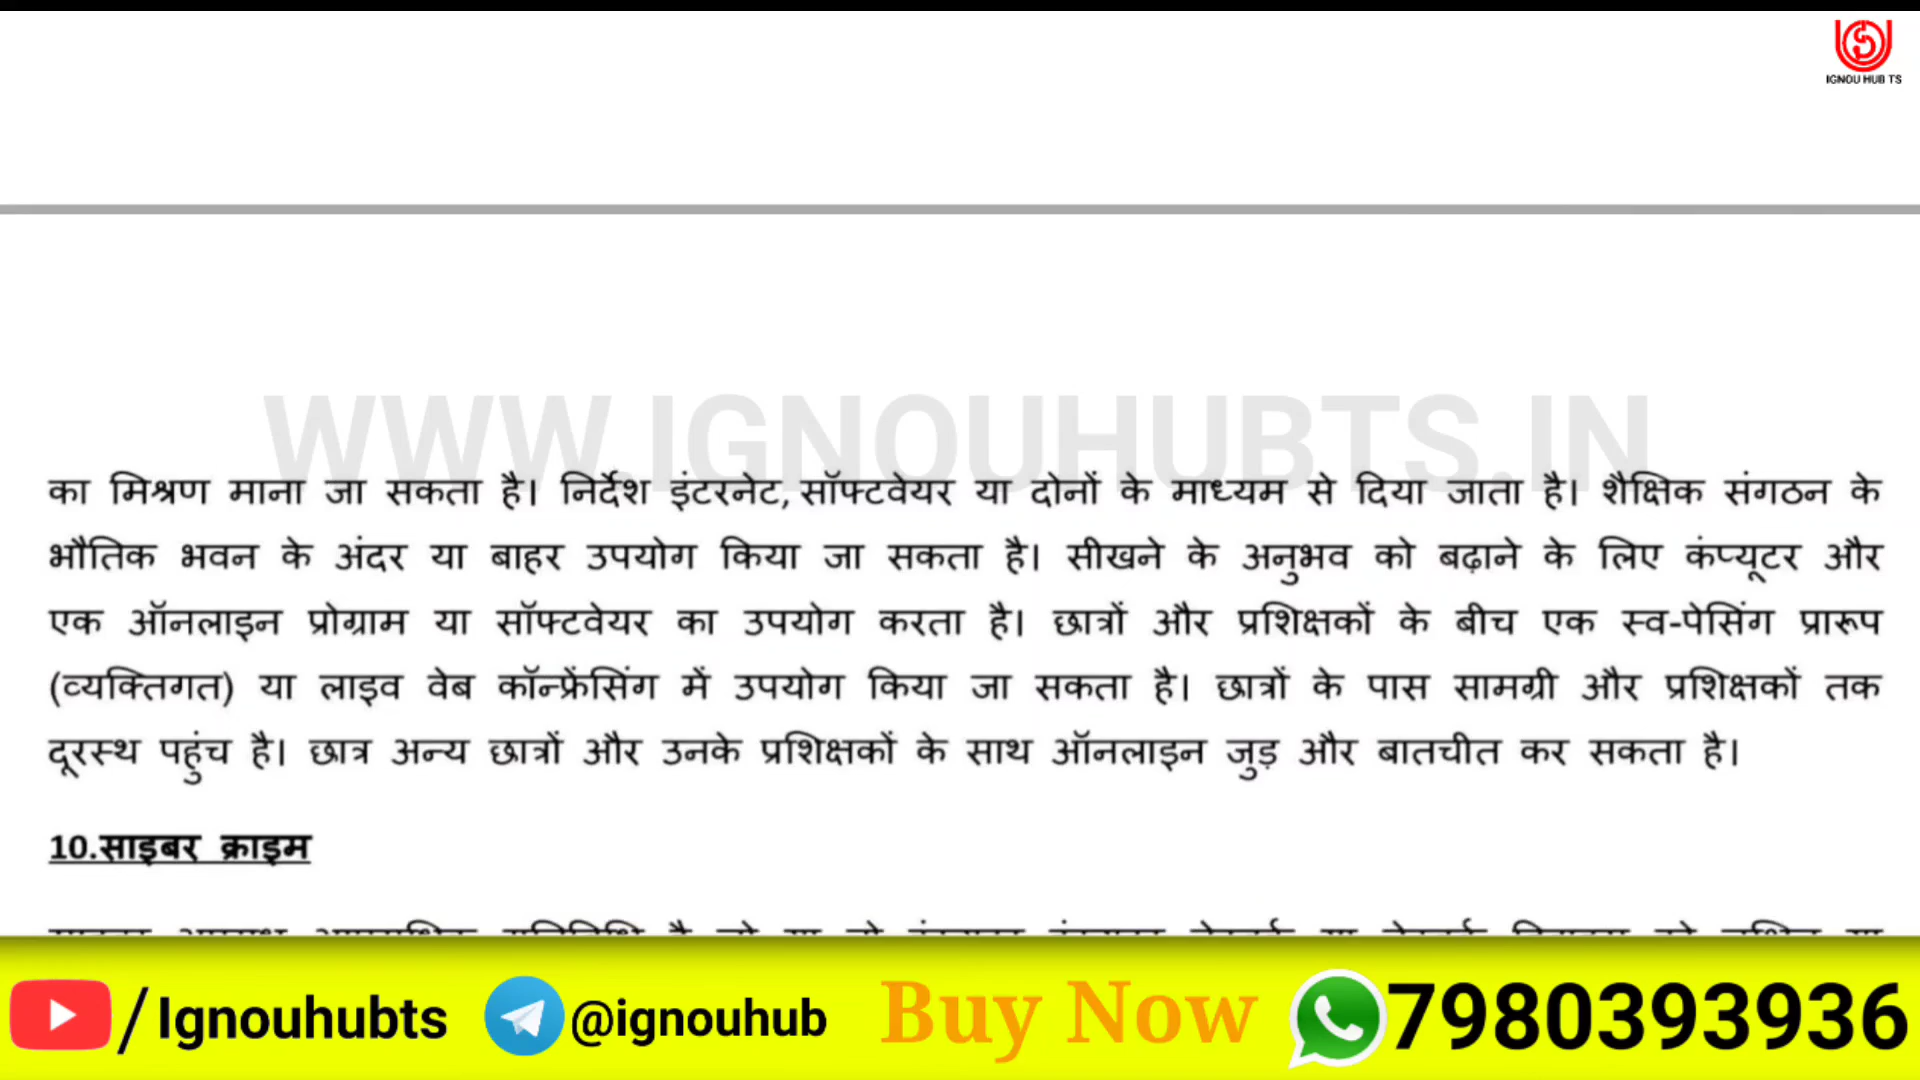 IGNOU HUB TS
WWW.IGNOUHUBTS.IN
का मिश्रण माना जा सकता है। निर्देश इंटरनेट, सॉफ्टवेयर या दोनों के माध्यम से दिया जाता है। शैक्षिक संगठन के
भौतिक भवन के अंदर या बाहर उपयोग किया जा सकता है। सीखने के अनुभव को बढ़ाने के लिए कंप्यूटर और
एक ऑनलाइन प्रोग्राम या सॉफ्टवेयर का उपयोग करता है। छात्रों और प्रशिक्षकों के बीच एक स्व-पेसिंग प्रारूप
(व्यक्तिगत) या लाइव वेब कॉन्फ्रेंसिंग में उपयोग किया जा सकता है। छात्रों के पास सामग्री और प्रशिक्षकों तक
दूरस्थ पहुंच है। छात्र अन्य छात्रों और उनके प्रशिक्षकों के साथ ऑनलाइन जुड़ और बातचीत कर सकता है।
10.साइबर क्राइम
/Ignouhubts @ignouhub Buy Now 7980393936